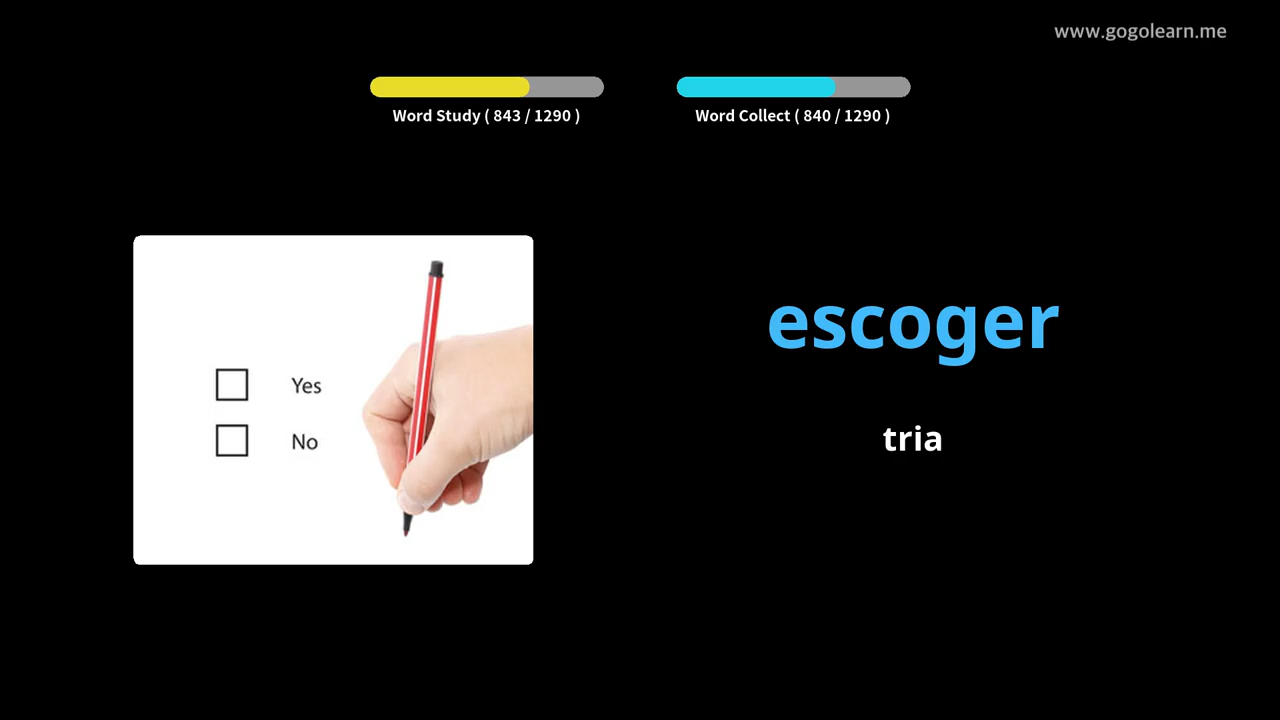 www.gogolearn.me
Word Study ( 843 / 1290 )
Word Collect ( 840 / 1290 )
Yes
No
escoger
tria